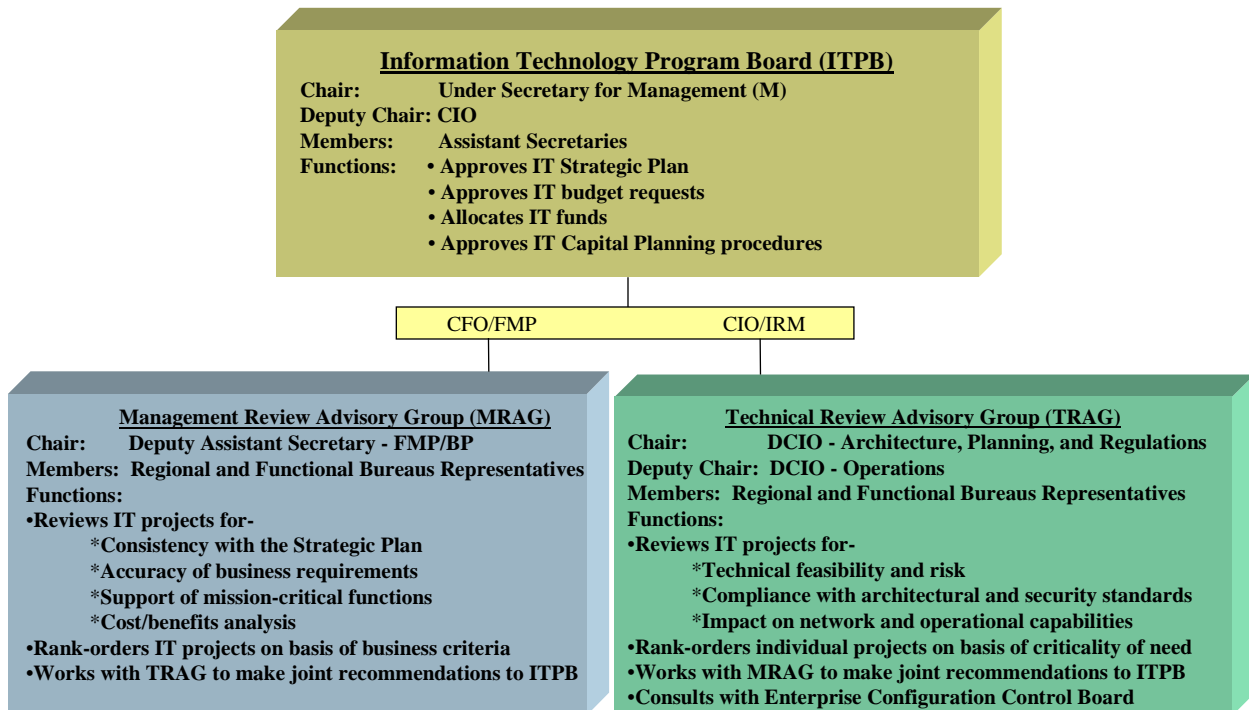 Information Technology Program Board (ITPB)
Chair: Under Secretary for Management (M)
Deputy Chair: CIO
Members: Assistant Secretaries
Functions: • Approves IT Strategic Plan
• Approves IT budget requests
• Allocates IT funds
• Approves IT Capital Planning procedures
CFO/FMP CIO/IRM
Management Review Advisory Group (MRAG)
Chair: Deputy Assistant Secretary - FMP/BP
Members: Regional and Functional Bureaus Representatives
Functions:
•Reviews IT projects for-
*Consistency with the Strategic Plan
*Accuracy of business requirements
*Support of mission-critical functions
*Cost/benefits analysis
•Rank-orders IT projects on basis of business criteria
•Works with TRAG to make joint recommendations to ITPB
Technical Review Advisory Group (TRAG)
Chair: DCIO - Architecture, Planning, and Regulations
Deputy Chair: DCIO - Operations
Members: Regional and Functional Bureaus Representatives
Functions:
•Reviews IT projects for-
*Technical feasibility and risk
*Compliance with architectural and security standards
*Impact on network and operational capabilities
•Rank-orders individual projects on basis of criticality of need
•Works with MRAG to make joint recommendations to ITPB
•Consults with Enterprise Configuration Control Board